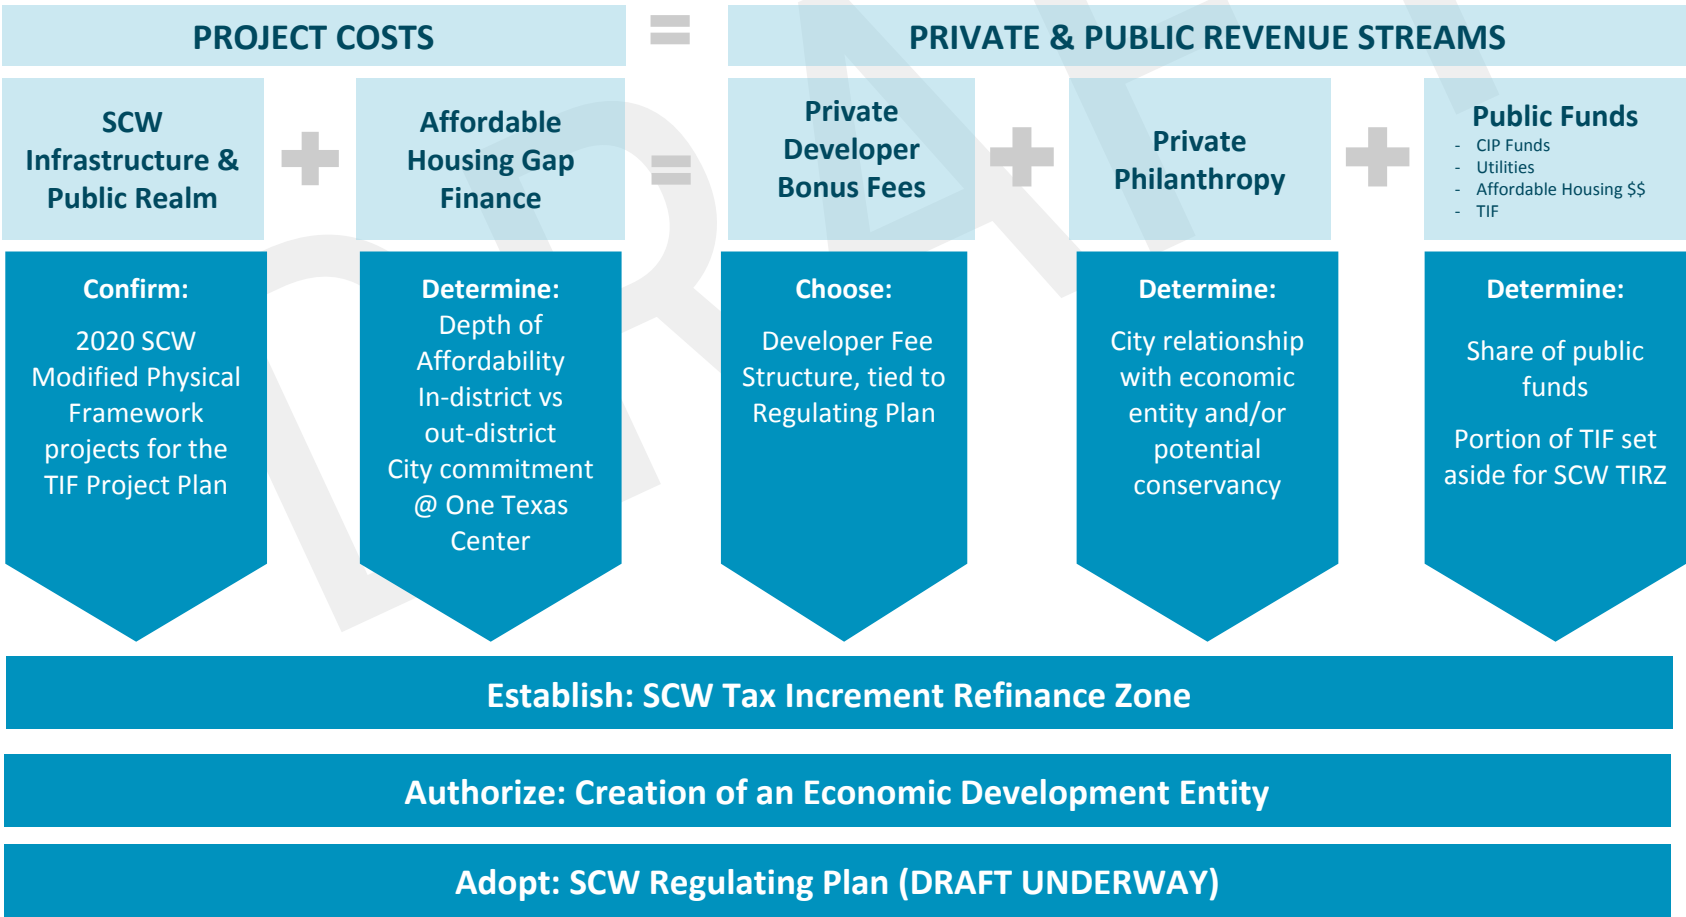 PROJECT COSTS
=
PRIVATE & PUBLIC REVENUE STREAMS
SCW
Infrastructure &
Public Realm
+
Affordable
Housing Gap
Finance
=
Private
Developer
Bonus Fees
+
Private
Philanthropy
+
Public Funds
- CIP Funds
- Utilities
- Affordable Housing $$
- TIF
Confirm:
2020 SCW
Modified Physical
Framework
projects for the
TIF Project Plan
Determine:
Depth of
Affordability
In-district vs
out-district
City commitment
@ One Texas
Center
Choose:
Developer Fee
Structure, tied to
Regulating Plan
Determine:
City relationship
with economic
entity and/or
potential
conservancy
Determine:
Share of public
funds
Portion of TIF set
aside for SCW TIRZ
Establish: SCW Tax Increment Refinance Zone
Authorize: Creation of an Economic Development Entity
Adopt: SCW Regulating Plan (DRAFT UNDERWAY)
DRAFT